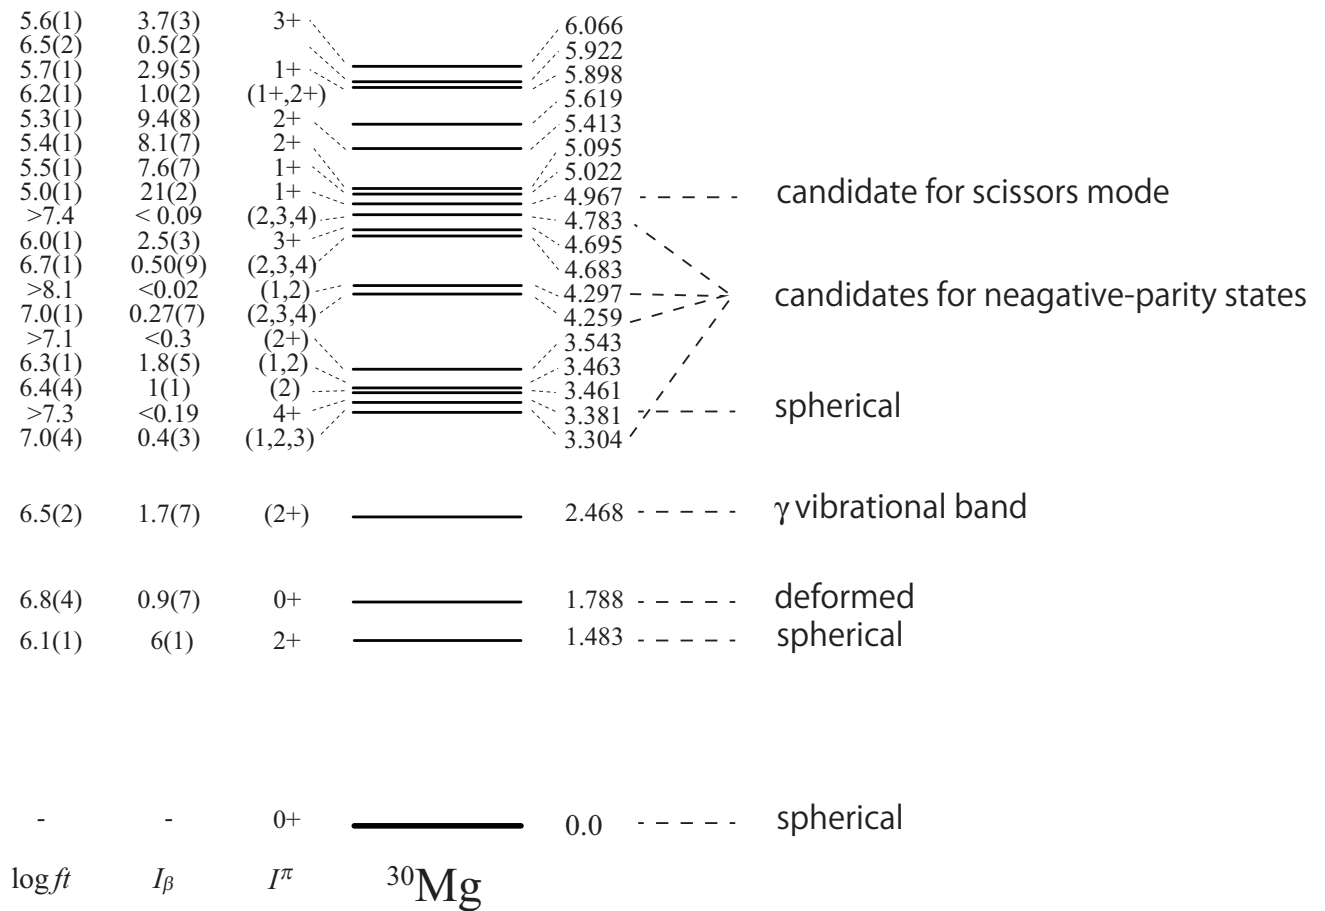 5.6(1) 3.7(3) 3+ 6.066
6.5(2) 0.5(2) 5.922
5.7(1) 2.9(5) 1+ 5.898
6.2(1) 1.0(2) (1+,2+) 5.619
5.3(1) 9.4(8) 2+ 5.413
5.4(1) 8.1(7) 2+ 5.095
5.5(1) 7.6(7) 1+ 5.022
5.0(1) 21(2) 1+ 4.967 candidate for scissors mode
>7.4 < 0.09 (2,3,4) 4.783
6.0(1) 2.5(3) 3+ 4.695
6.7(1) 0.50(9) (2,3,4) 4.683
>8.1 <0.02 (1,2) 4.297 candidates for neagative-parity states
7.0(1) 0.27(7) (2,3,4) 4.259
>7.1 <0.3 (2+) 3.543
6.3(1) 1.8(5) (1,2) 3.463
6.4(4) 1(1) (2) 3.461
>7.3 <0.19 4+ 3.381 spherical
7.0(4) 0.4(3) (1,2,3) 3.304
6.5(2) 1.7(7) (2+) 2.468 γ vibrational band
6.8(4) 0.9(7) 0+ 1.788 deformed
6.1(1) 6(1) 2+ 1.483 spherical
- - 0+ 0.0 spherical
log ft Iβ Iπ 30Mg